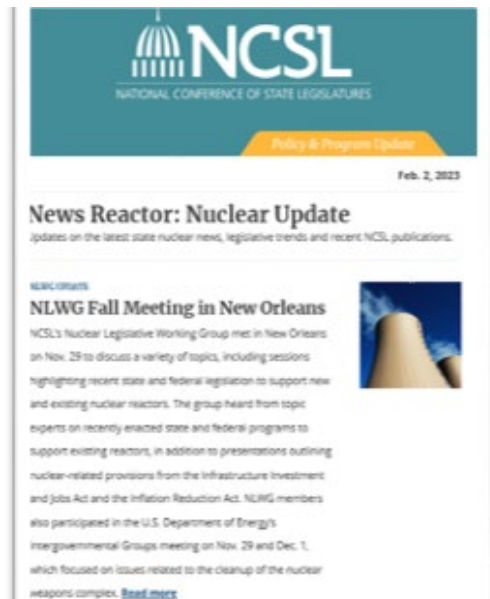 NCSL
NATIONAL CONFERENCE OF STATE LEGISLATURES
Policy & Program Update
Feb. 2, 2023
News Reactor: Nuclear Update
Updates on the latest state nuclear news, legislative trends and recent NCSL publications.
NLWG UPDATE
NLWG Fall Meeting in New Orleans
NCSL's Nuclear Legislative Working Group met in New Orleans
on Nov. 29 to discuss a variety of topics, including sessions
highlighting recent state and federal legislation to support new
and existing nuclear reactors. The group heard from topic
experts on recently enacted state and federal programs to
support existing reactors, in addition to presentations outlining
nuclear-related provisions from the Infrastructure Investment
and Jobs Act and the Inflation Reduction Act. NLWG members
also participated in the U.S. Department of Energy's
Intergovernmental Groups meeting on Nov. 29 and Dec. 1,
which focused on issues related to the cleanup of the nuclear
weapons complex. Read more